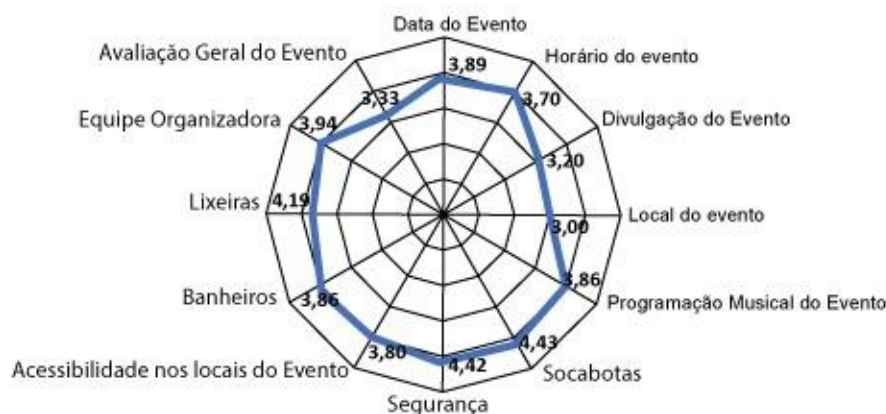 Data do Evento
3,89
Horário do evento
3,70
Divulgação do Evento
3,20
Local do evento
3,00
Programação Musical do Evento
3,86
Socabotas
4,43
Segurança
4,42
Acessibilidade nos locais do Evento
3,80
Banheiros
3,86
Lixeiras
4,19
Equipe Organizadora
3,94
Avaliação Geral do Evento
3,33